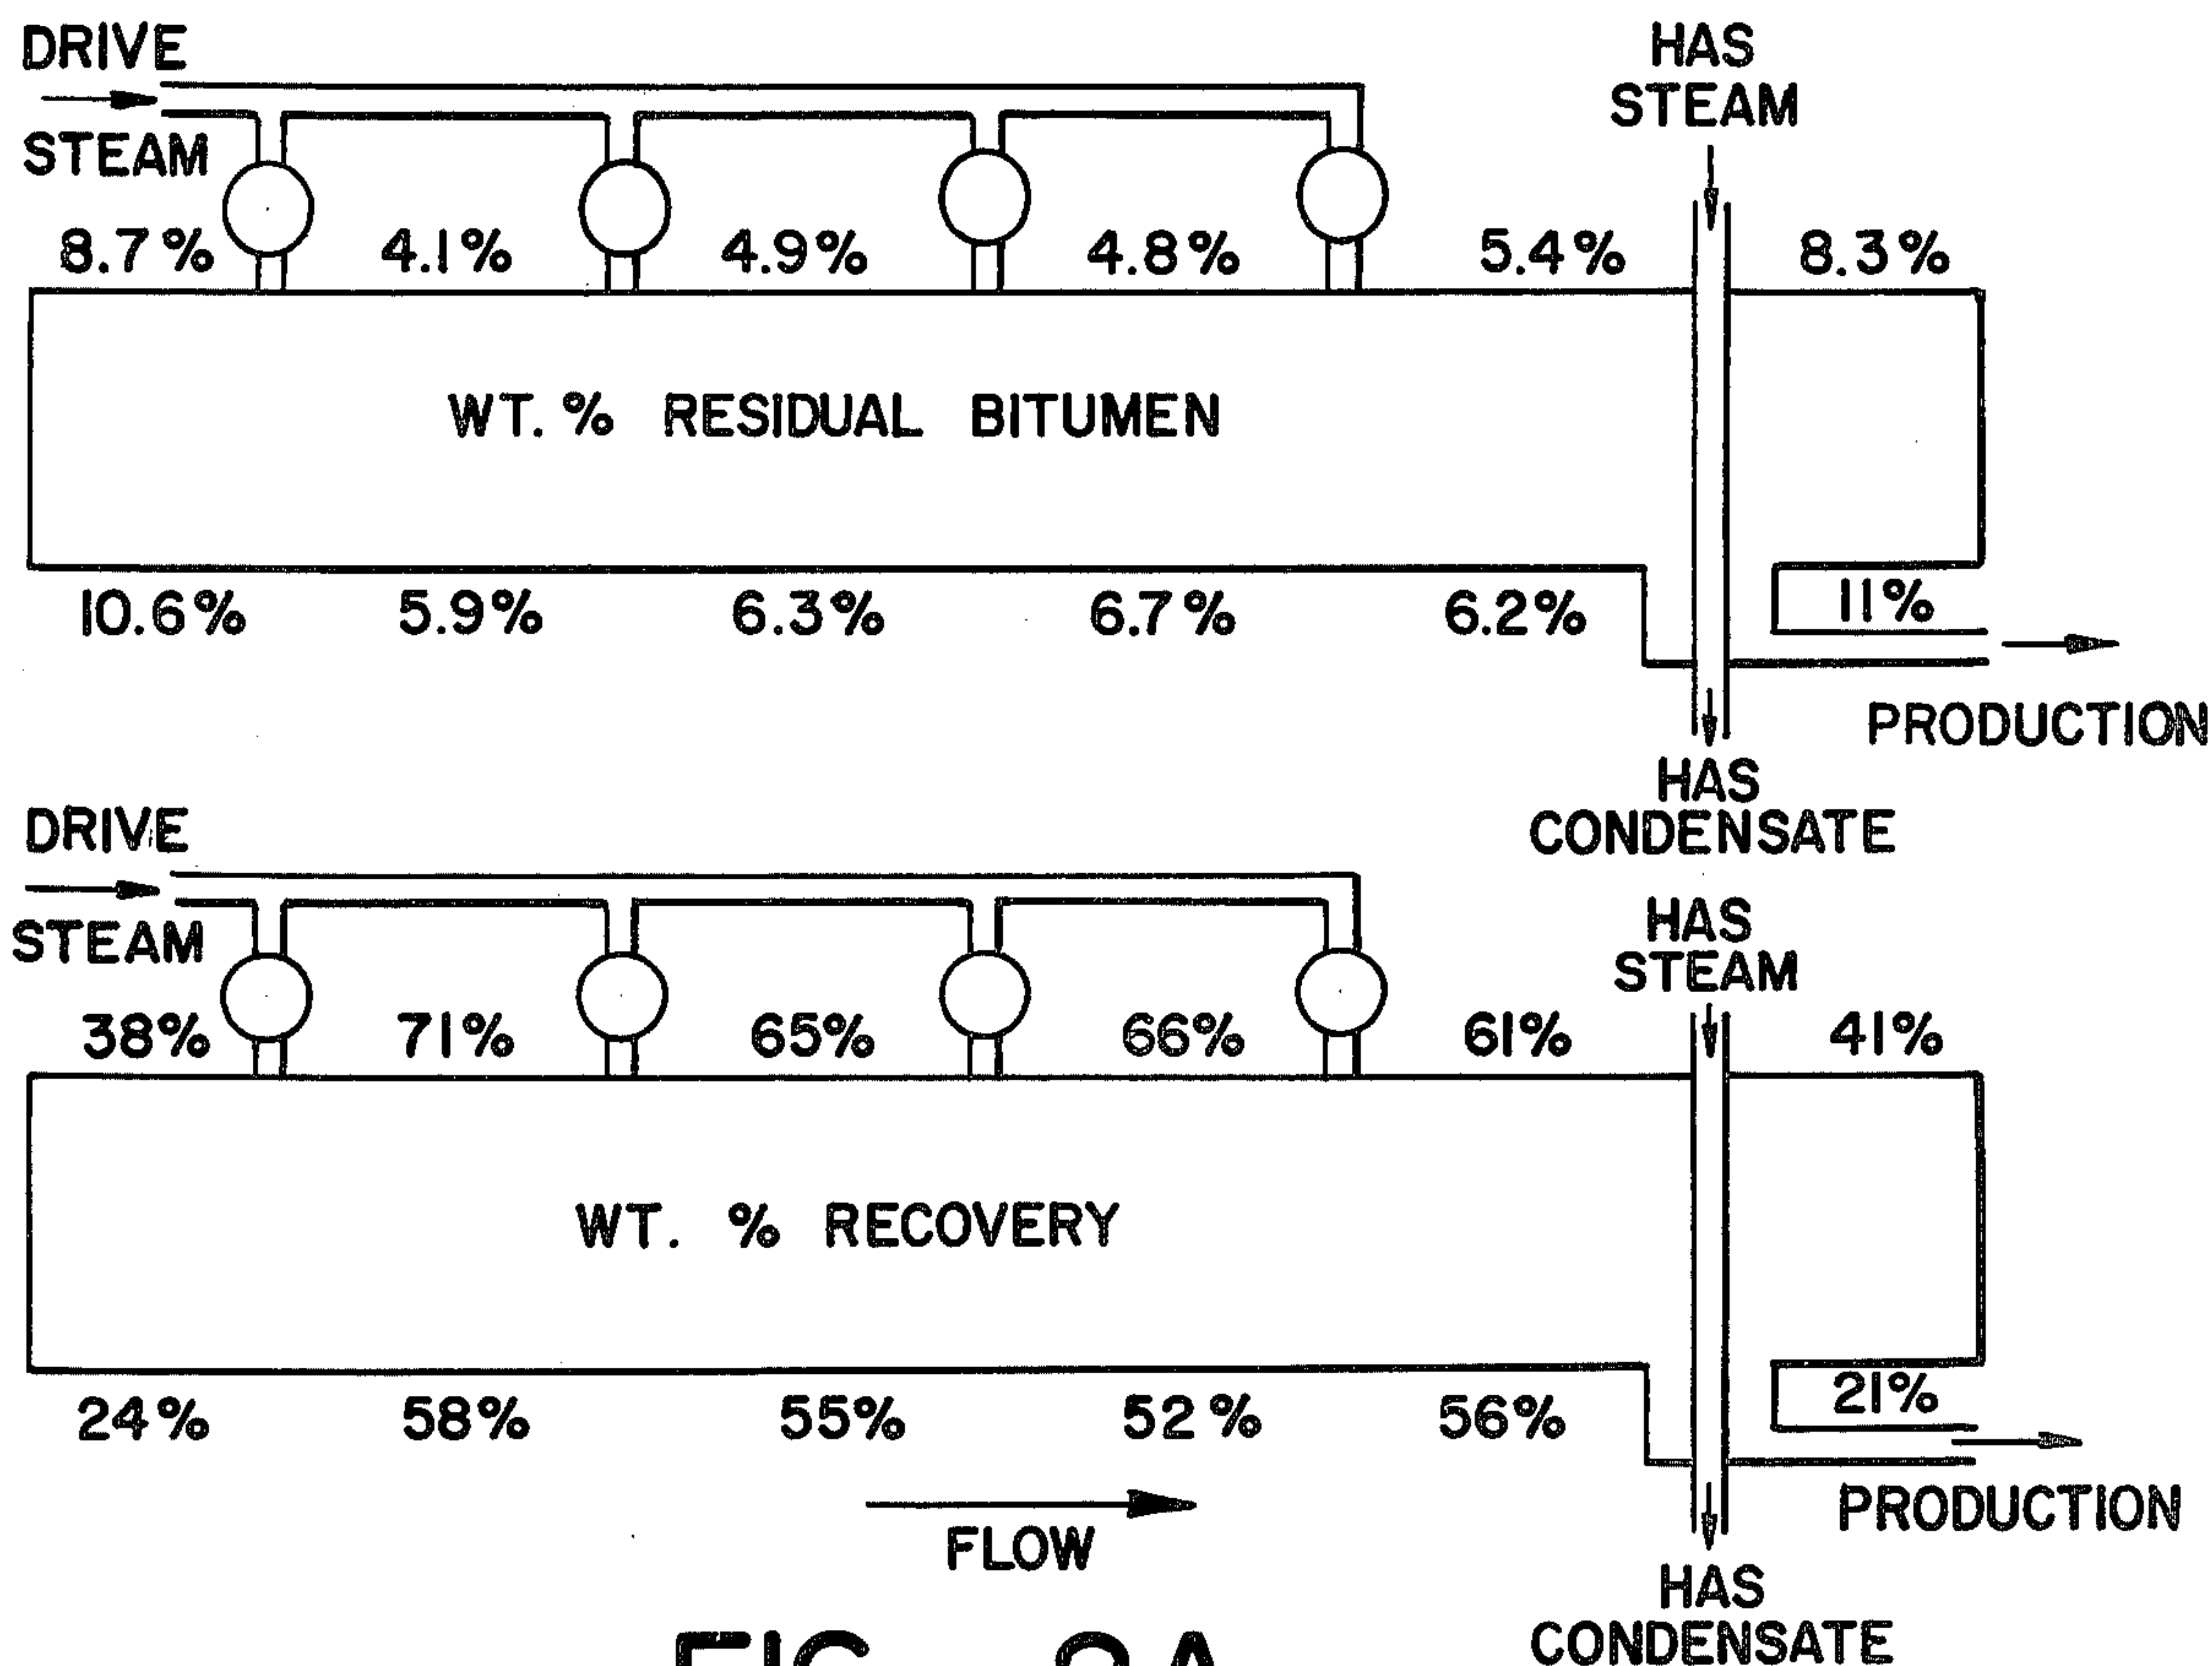 DRIVE
STEAM
HAS
STEAM
8.7% 4.1% 4.9% 4.8% 5.4% 8.3%
WT. % RESIDUAL BITUMEN
10.6% 5.9% 6.3% 6.7% 6.2% 11%
PRODUCTION
HAS
CONDENSATE
DRIVE
STEAM
HAS
STEAM
38% 71% 65% 66% 61% 41%
WT. % RECOVERY
24% 58% 55% 52% 56% 21%
PRODUCTION
FLOW
HAS
CONDENSATE